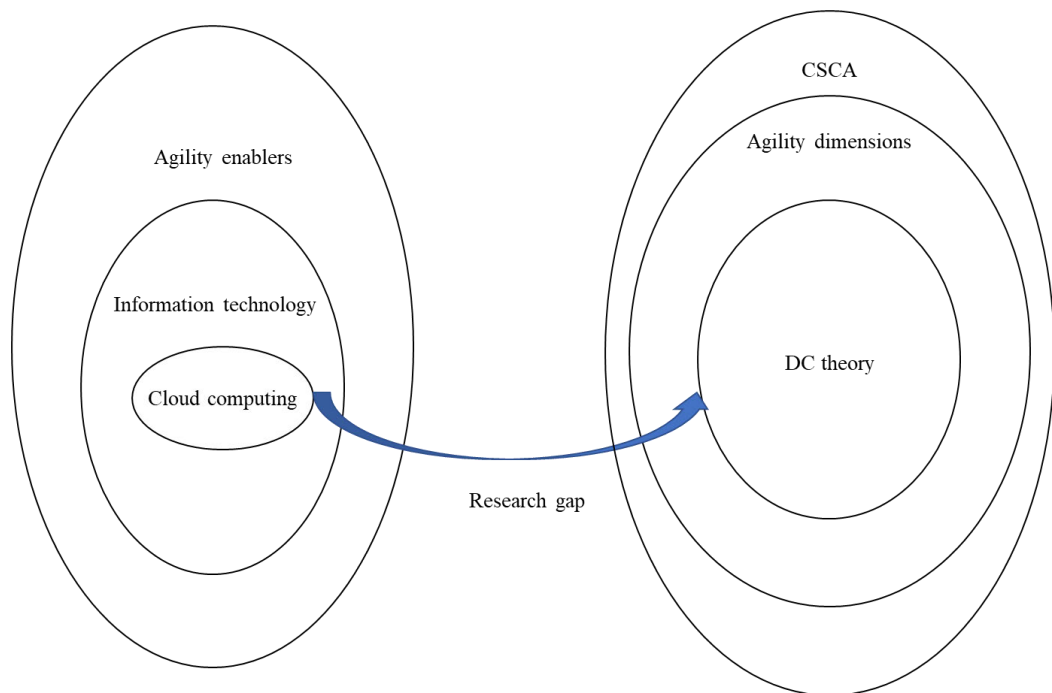 CSCA
Agility dimensions
Agility enablers
Information technology
DC theory
Cloud computing
Research gap